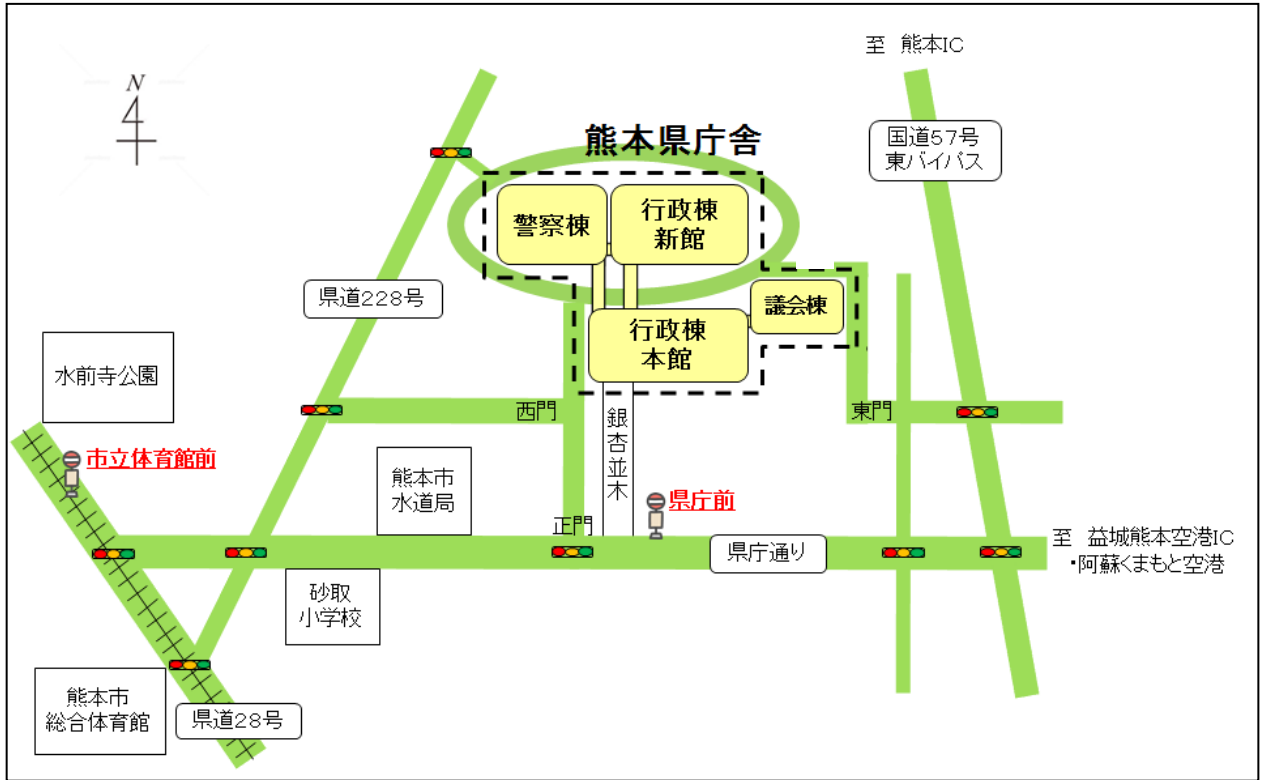 至　熊本IC
N
熊本県庁舎
国道57号
東バイパス
警察棟
行政棟
新館
県道228号
議会棟
行政棟
本館
水前寺公園
西門
東門
銀杏並木
市立体育館前
熊本市
水道局
県庁前
正門
県庁通り
至　益城熊本空港IC
・阿蘇くまもと空港
砂取
小学校
熊本市
総合体育館
県道28号